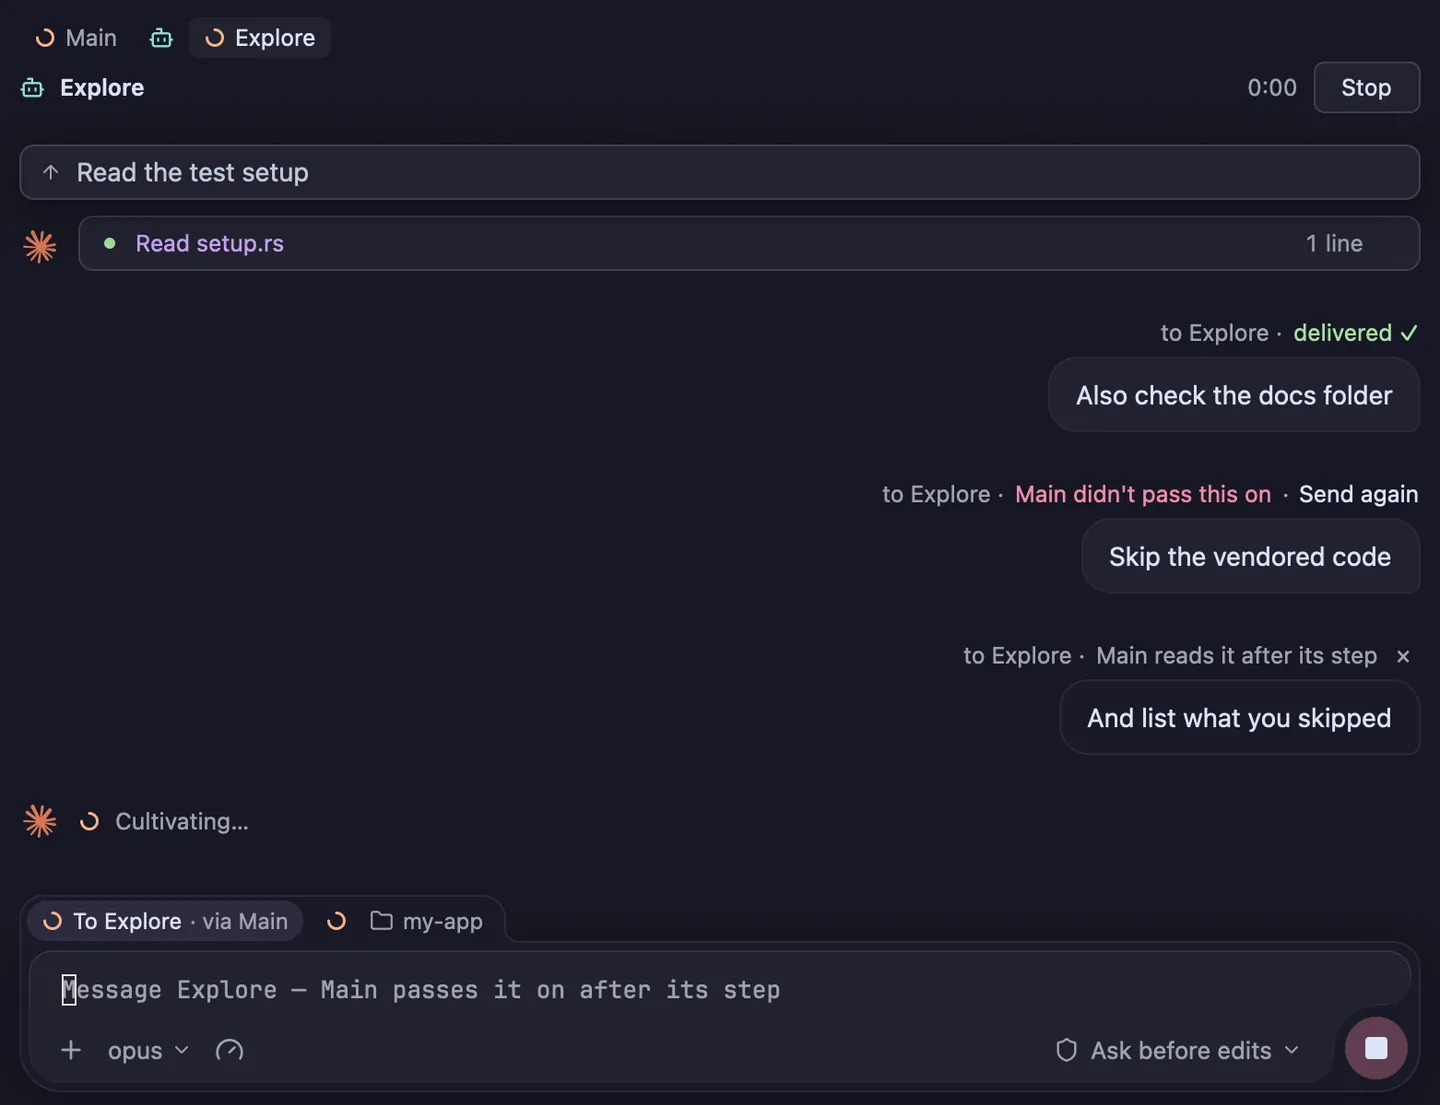 Main
Explore
Explore
0:00
Stop
↑ Read the test setup
Read setup.rs
1 line
to Explore · delivered ✓
Also check the docs folder
to Explore · Main didn't pass this on · Send again
Skip the vendored code
to Explore · Main reads it after its step ×
And list what you skipped
Cultivating...
To Explore · via Main
my-app
Message Explore — Main passes it on after its step
+ opus
Ask before edits